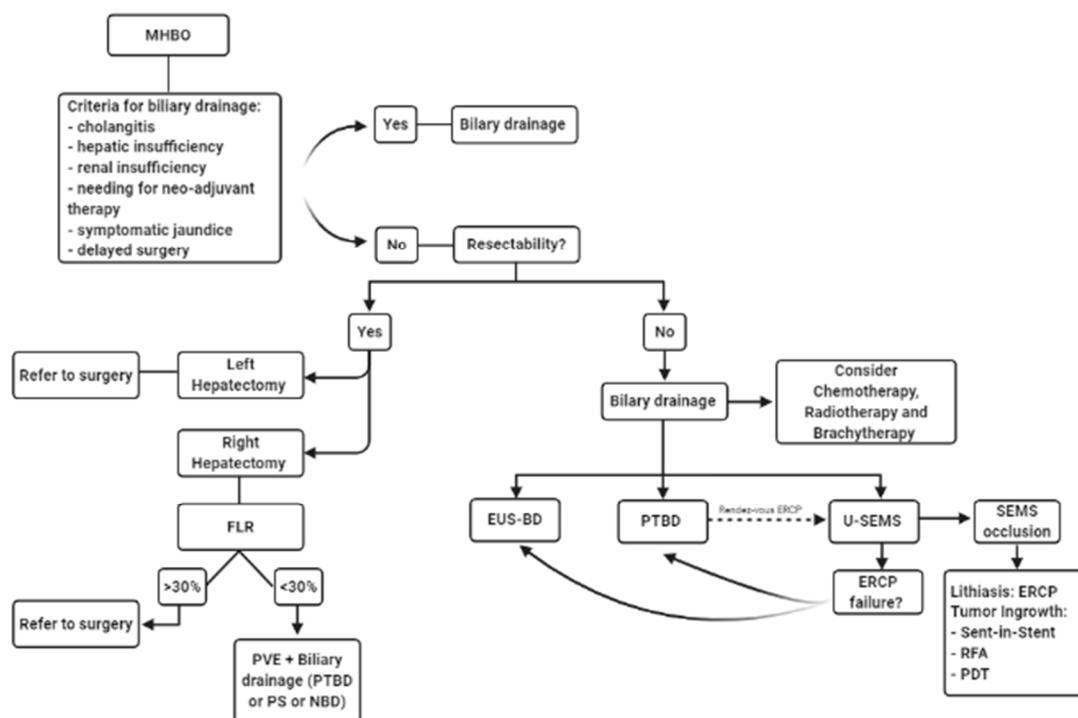 MHBO
Criteria for biliary drainage:
- cholangitis
- hepatic insufficiency
- renal insufficiency
- needing for neo-adjuvant
therapy
- symptomatic jaundice
- delayed surgery
Yes
Bilary drainage
No
Resectability?
Yes
No
Left
Hepatectomy
Refer to surgery
Bilary drainage
Consider
Chemotherapy,
Radiotherapy and
Brachytherapy
Right
Hepatectomy
FLR
EUS-BD
PTBD
Rendez-vous ERCP
U-SEMS
SEMS
occlusion
>30%
<30%
ERCP
failure?
Lithiasis: ERCP
Tumor Ingrowth:
- Sent-in-Stent
- RFA
- PDT
Refer to surgery
PVE + Biliary
drainage (PTBD
or PS or NBD)